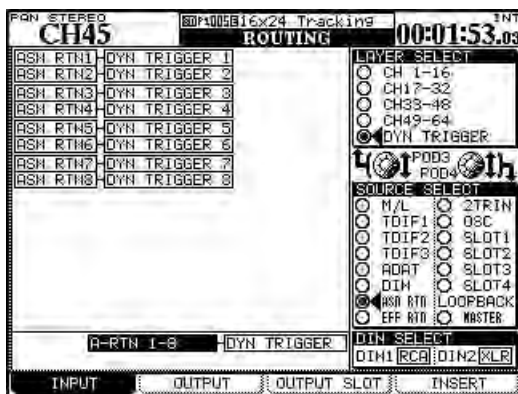 PAN STEREO
CH45
16x24 Tracking
ROUTING
INT
00:01:53.03
ASN RTN1 DYN TRIGGER 1
ASN RTN2 DYN TRIGGER 2
ASN RTN3 DYN TRIGGER 3
ASN RTN4 DYN TRIGGER 4
ASN RTN5 DYN TRIGGER 5
ASN RTN6 DYN TRIGGER 6
ASN RTN7 DYN TRIGGER 7
ASN RTN8 DYN TRIGGER 8
A-RTN 1-8 DYN TRIGGER
LAYER SELECT
CH 1-16
CH17-32
CH33-48
CH49-64
DYN TRIGGER
POD3
POD4
SOURCE SELECT
M/L 2TRIN
TDIF1 OSC
TDIF2 SLOT1
TDIF3 SLOT2
ADAT SLOT3
DIN SLOT4
ASN RTN LOOPBACK
EFF RTN MASTER
DIN SELECT
DIN1 RCA DIN2 XLR
INPUT OUTPUT OUTPUT SLOT INSERT